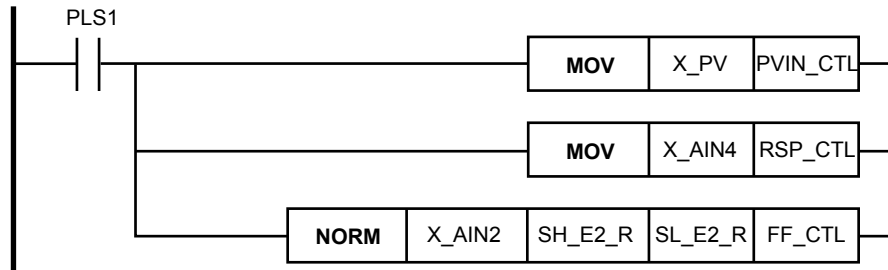 PLS1
MOV X_PV PVIN_CTL
MOV X_AIN4 RSP_CTL
NORM X_AIN2 SH_E2_R SL_E2_R FF_CTL